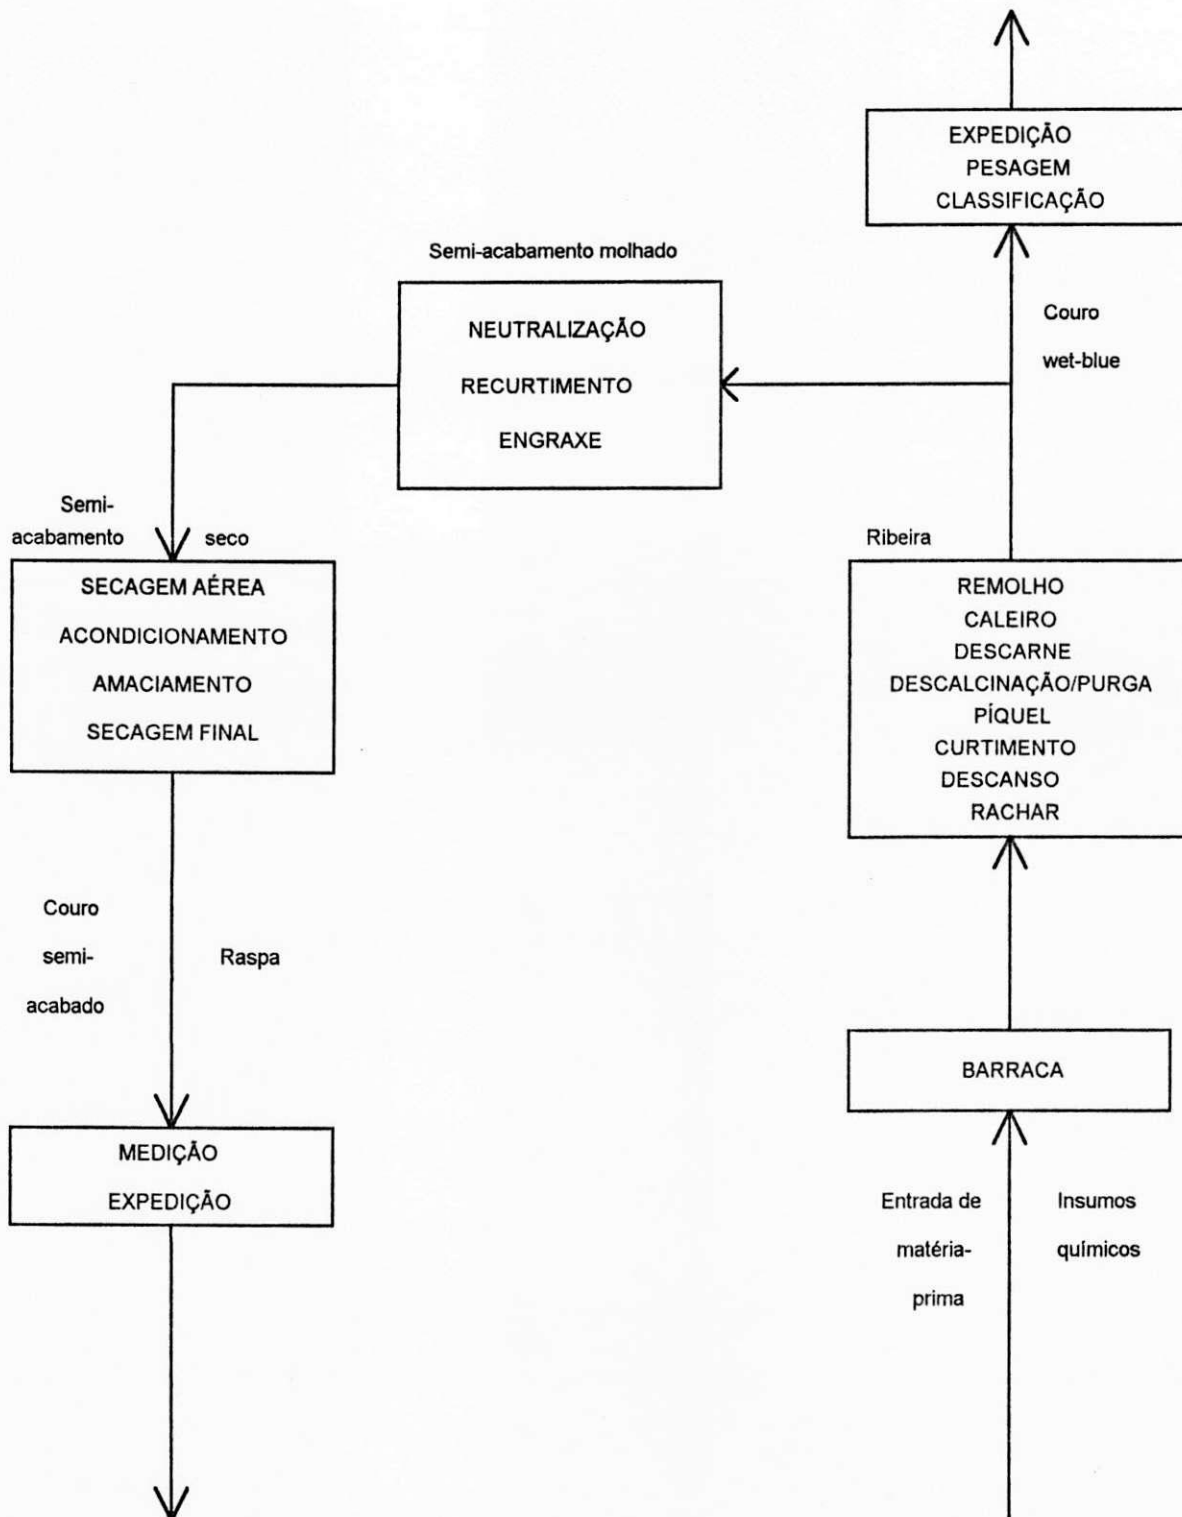 EXPEDIÇÃO
PESAGEM
CLASSIFICAÇÃO
Semi-acabamento molhado
NEUTRALIZAÇÃO
RECURTIMENTO
ENGRAXE
Couro
wet-blue
Semi-
acabamento seco
SECAGEM AÉREA
ACONDICIONAMENTO
AMACIAMENTO
SECAGEM FINAL
Ribeira
REMOLHO
CALEIRO
DESCARNE
DESCALCINAÇÃO/PURGA
PÍQUEL
CURTIMENTO
DESCANSO
RACHAR
Couro
semi-
acabado
Raspa
BARRACA
MEDIÇÃO
EXPEDIÇÃO
Entrada de
matéria-
prima
Insumos
químicos